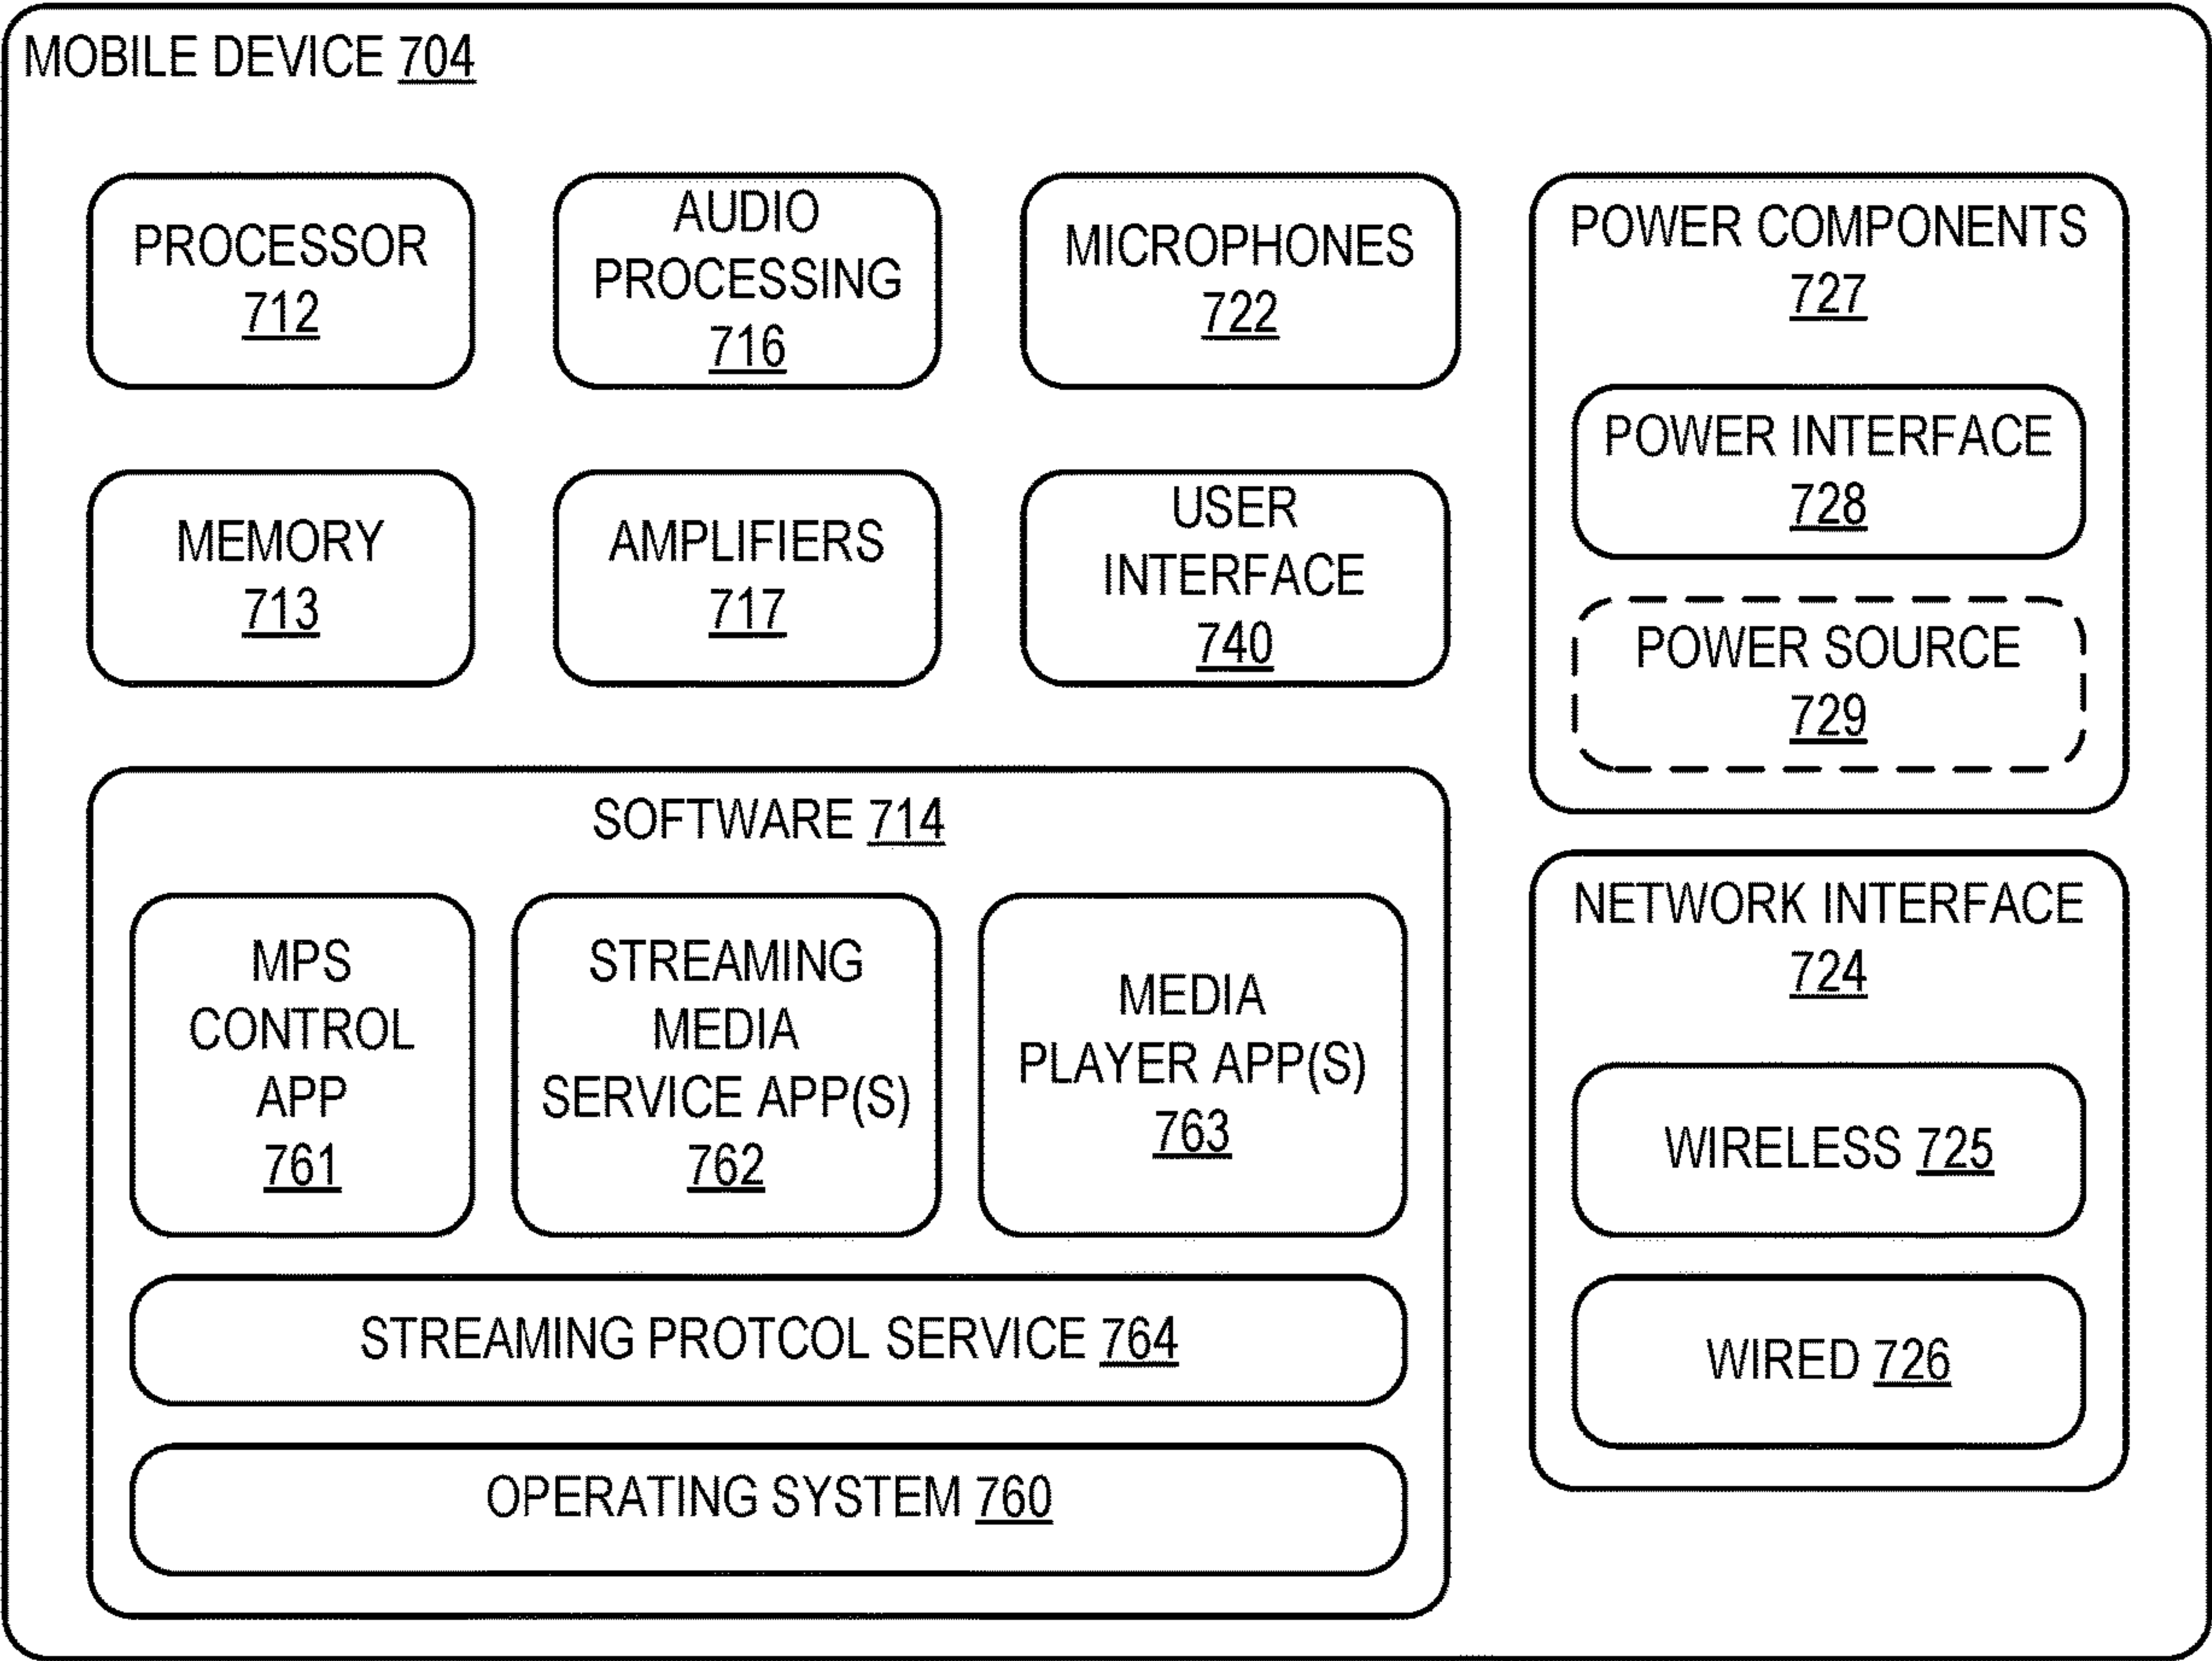 MOBILE DEVICE 704
PROCESSOR
712
AUDIO
PROCESSING
716
MICROPHONES
722
MEMORY
713
AMPLIFIERS
717
USER
INTERFACE
740
POWER COMPONENTS
727
POWER INTERFACE
728
POWER SOURCE
729
SOFTWARE 714
MPS
CONTROL
APP
761
STREAMING
MEDIA
SERVICE APP(S)
762
MEDIA
PLAYER APP(S)
763
STREAMING PROTCOL SERVICE 764
OPERATING SYSTEM 760
NETWORK INTERFACE
724
WIRELESS 725
WIRED 726